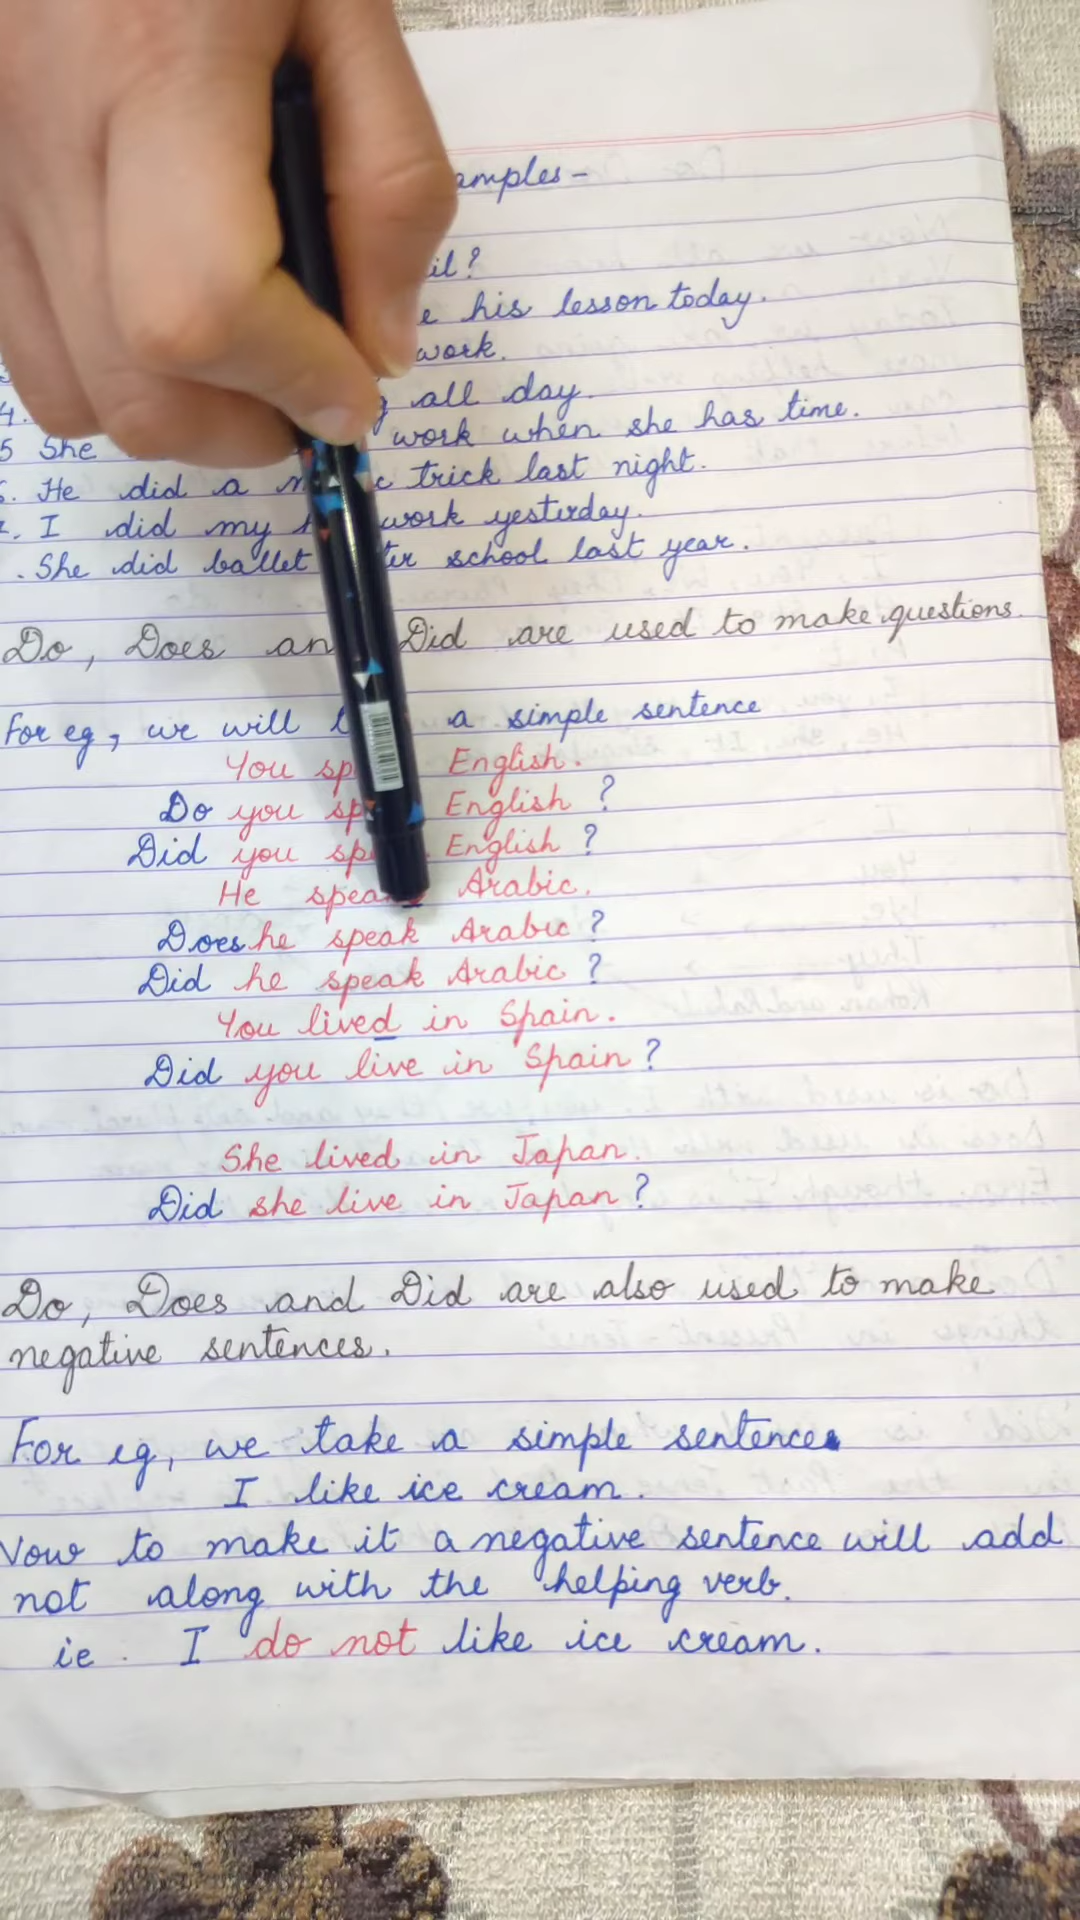 amples-
il?
his lesson today.
work.
4. all day.
5 She work when she has time.
He did a trick last night.
I did my work yesterday.
. She did ballet school last year.
Do, Does an Did are used to make questions.
For eg, we will a simple sentence
You sp English.
Do you sp English ?
Did you sp English ?
He spea Arabic.
Does he speak Arabic ?
Did he speak Arabic ?
You lived in Spain.
Did you live in Spain ?
She lived in Japan.
Did she live in Japan ?
Do, Does and Did are also used to make
negative sentences.
For eg, we take a simple sentence
I like ice cream.
Now to make it a negative sentence will add
not along with the helping verb.
ie. I do not like ice cream.